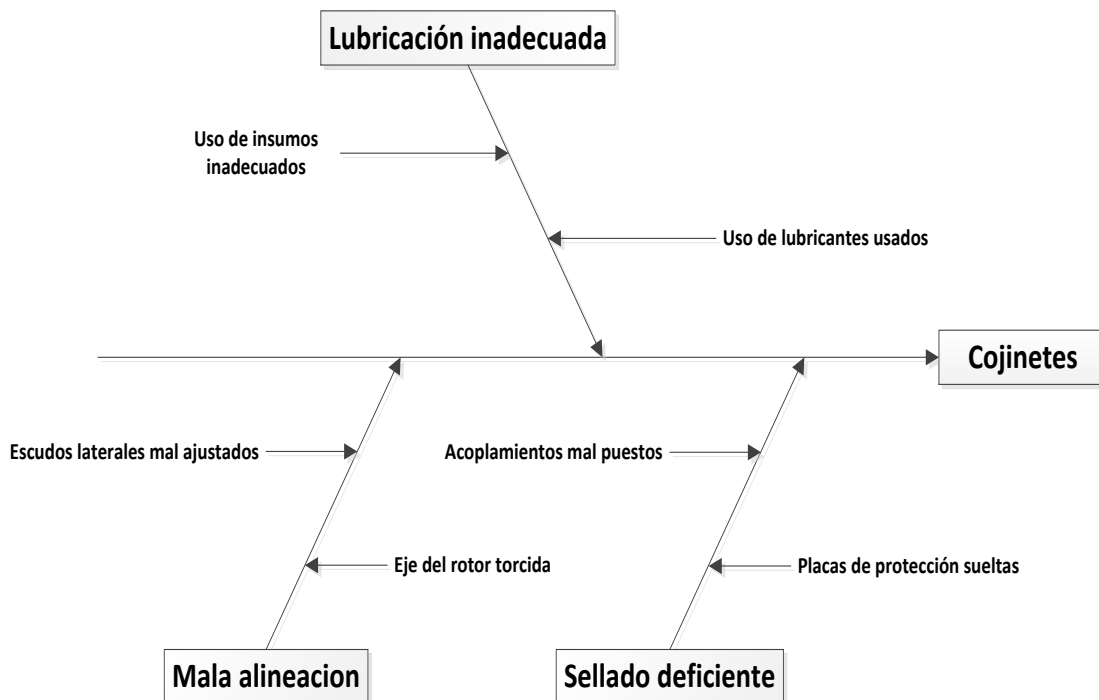 Lubricación inadecuada
Uso de insumos
inadecuados
Uso de lubricantes usados
Cojinetes
Escudos laterales mal ajustados
Acoplamientos mal puestos
Eje del rotor torcida
Placas de protección sueltas
Mala alineacion
Sellado deficiente